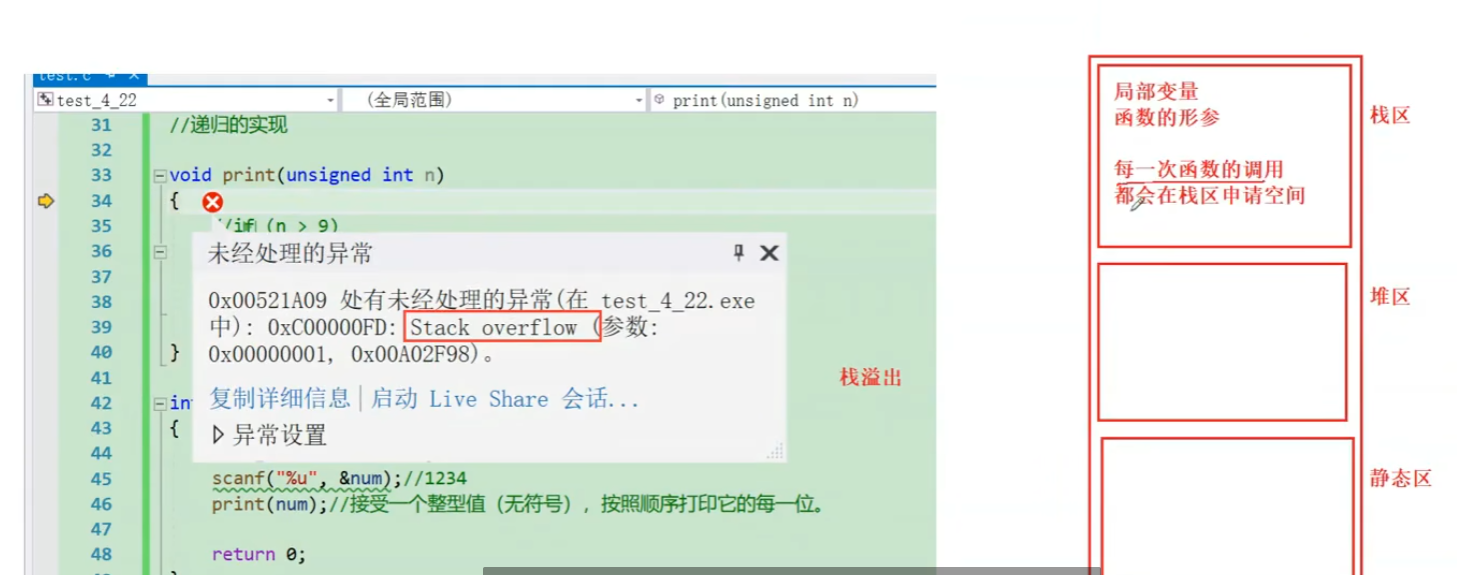 test.c
test_4_22
(全局范围)
print(unsigned int n)
31 //递归的实现
32
33 void print(unsigned int n)
34 {
35 //if (n > 9)
36
37
38
39
40 }
41
42 int
43 {
44
45 scanf("%u", &num);//1234
46 print(num);//接受一个整型值（无符号）, 按照顺序打印它的每一位。
47
48 return 0;
未经处理的异常
0x00521A09 处有未经处理的异常(在 test_4_22.exe
中): 0xC00000FD: Stack overflow (参数:
0x00000001, 0x00A02F98)。
复制详细信息 | 启动 Live Share 会话...
异常设置
栈溢出
局部变量
函数的形参
每一次函数的调用
都会在栈区申请空间
栈区
堆区
静态区